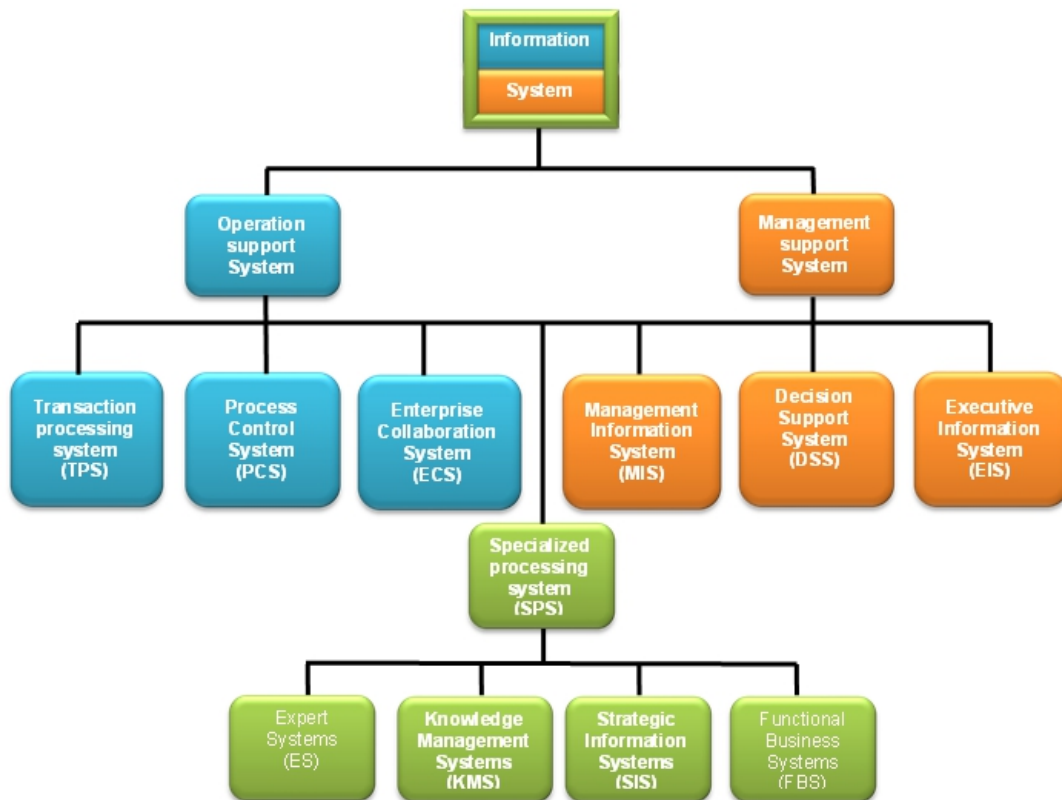 Information
System
Operation
support
System
Management
support
System
Transaction
processing
system
(TPS)
Process
Control
System
(PCS)
Enterprise
Collaboration
System
(ECS)
Management
Information
System
(MIS)
Decision
Support
System
(DSS)
Executive
Information
System
(EIS)
Specialized
processing
system
(SPS)
Expert
Systems
(ES)
Knowledge
Management
Systems
(KMS)
Strategic
Information
Systems
(SIS)
Functional
Business
Systems
(FBS)